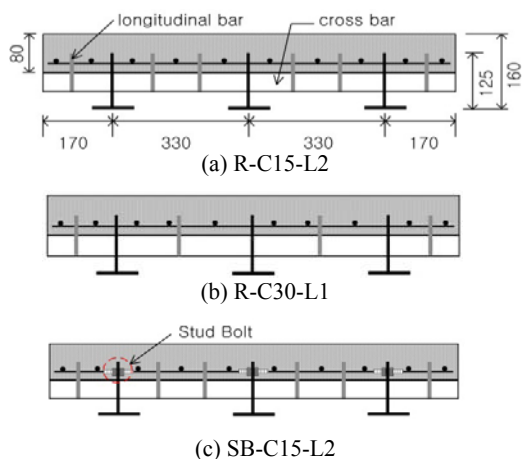 longitudinal bar
cross bar
80
125
160
170 330 330 170
(a) R-C15-L2
(b) R-C30-L1
Stud Bolt
(c) SB-C15-L2